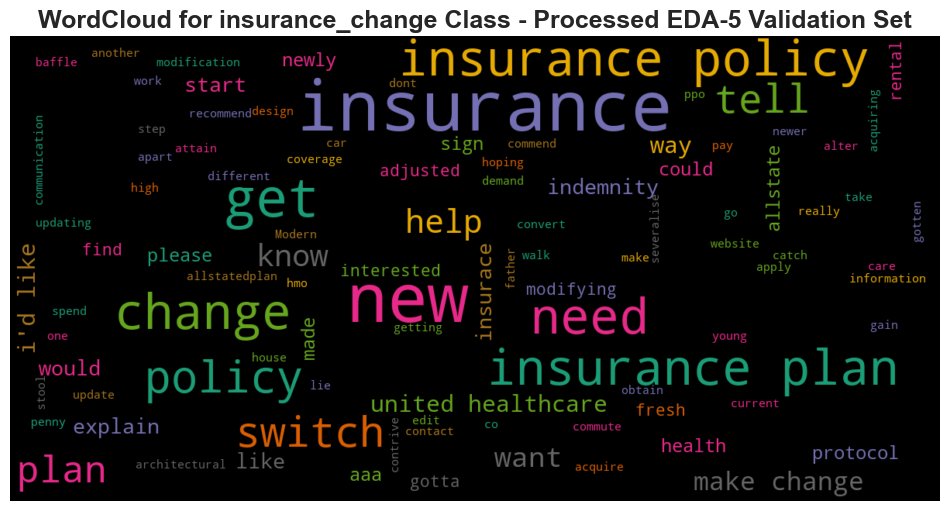 WordCloud for insurance_change Class - Processed EDA-5 Validation Set
baffle another modification newly insurance policy rental
work start dont ppo tell acquiring
communication recommend design insurance newer
step sign commend way pay alter
apart attain car coverage hoping could allstate
high different adjusted demand indemnity take
updating get help convert severalise go really gotten
find please Modern know walk make website catch
i'd like allstatedplan hmo interested insurace father modifying apply care information
spend change made new need gain
one getting young
would policy house lie insurance plan
stool update obtain current
penny explain switch united healthcare edit contact co commute fresh health
plan architectural like aaa contrive gotta want acquire protocol
make change